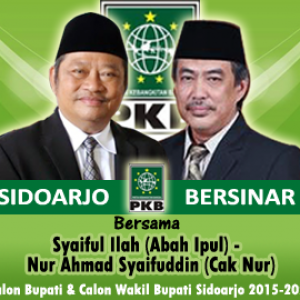 KEBANGKITAN
PKB
SIDOARJO PKB BERSINAR
Bersama
Syaiful Ilah (Abah Ipul) -
Nur Ahmad Syaifuddin (Cak Nur)
alon Bupati & Calon Wakil Bupati Sidoarjo 2015-20